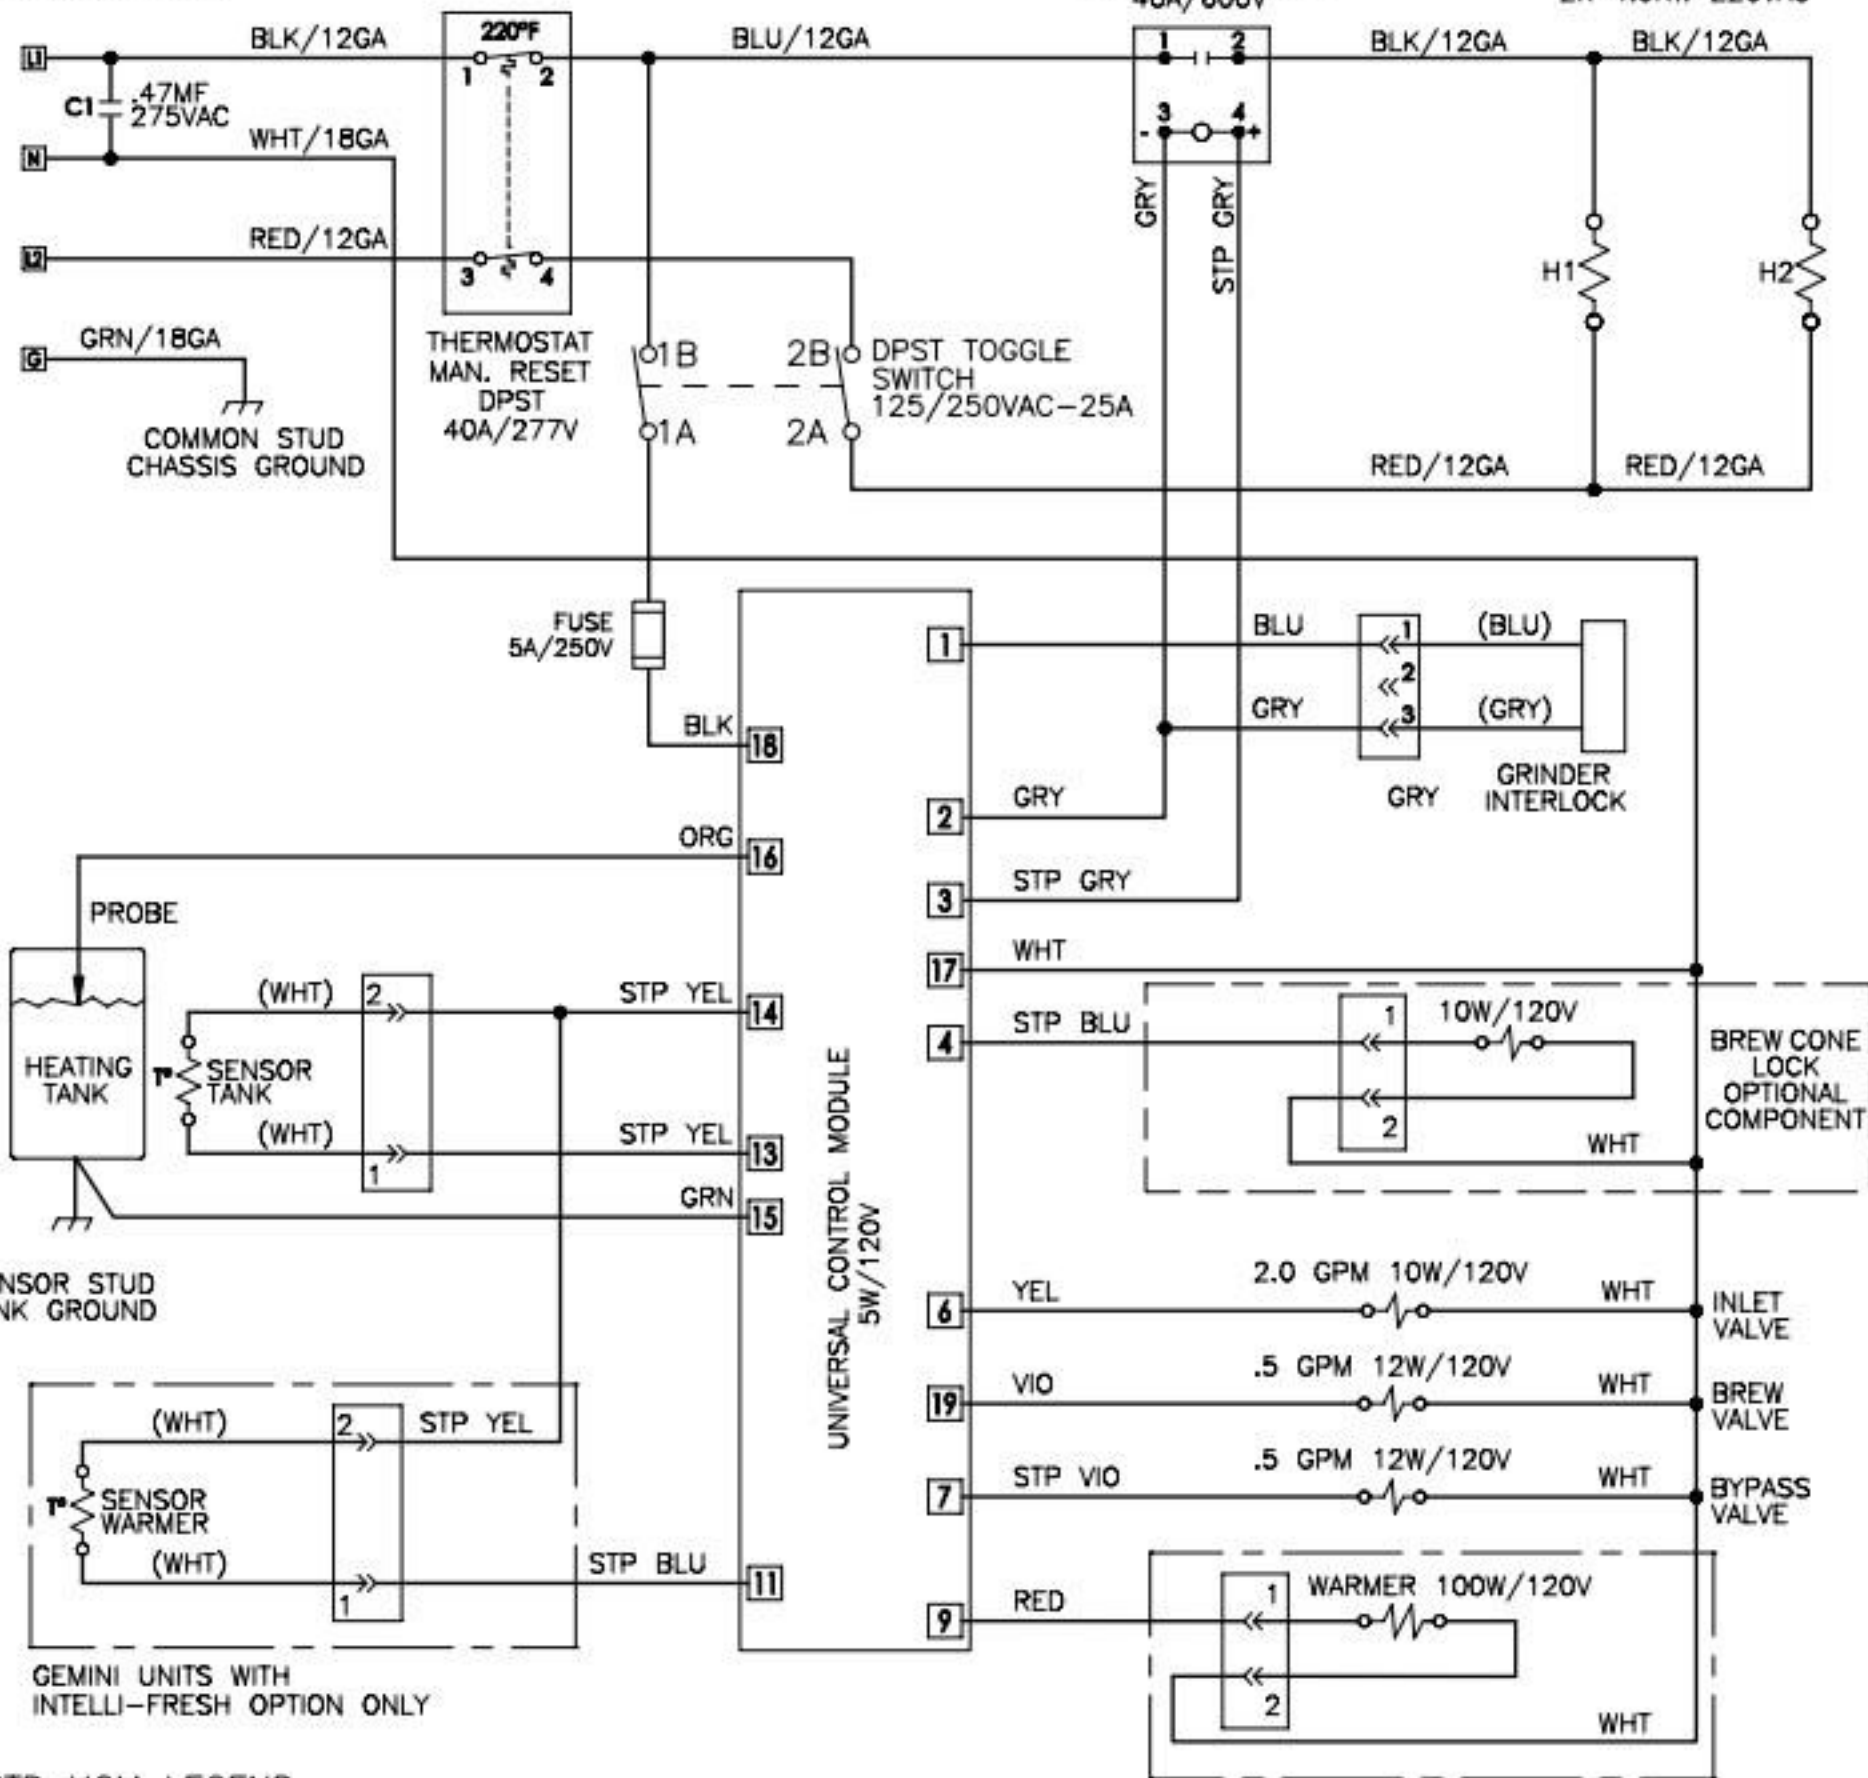 L1
BLK/12GA
220ºF
1
2
BLU/12GA
1
2
BLK/12GA
BLK/12GA
C1
.47MF
275VAC
N
WHT/18GA
3
4
-
+
GRY
STP GRY
L2
RED/12GA
3
4
H1
H2
G
GRN/18GA
COMMON STUD
CHASSIS GROUND
THERMOSTAT
MAN. RESET
DPST
40A/277V
1B
1A
2B
2A
DPST TOGGLE
SWITCH
125/250VAC-25A
RED/12GA
RED/12GA
FUSE
5A/250V
BLK
18
1
BLU
1
(BLU)
2
GRY
3
(GRY)
GRY
GRINDER
INTERLOCK
2
GRY
3
STP GRY
ORG
16
PROBE
HEATING
TANK
17
WHT
(WHT)
2
STP YEL
14
Tº
SENSOR
TANK
(WHT)
1
STP YEL
13
GRN
15
4
STP BLU
1
10W/120V
2
WHT
BREW CONE
LOCK
OPTIONAL
COMPONENT
UNIVERSAL CONTROL MODULE
5W/120V
NSOR STUD
NK GROUND
6
YEL
2.0 GPM 10W/120V
WHT
INLET
VALVE
19
VIO
.5 GPM 12W/120V
WHT
BREW
VALVE
7
STP VIO
.5 GPM 12W/120V
WHT
BYPASS
VALVE
(WHT)
2
STP YEL
Tº
SENSOR
WARMER
(WHT)
1
STP BLU
11
9
RED
1
WARMER 100W/120V
2
WHT
GEMINI UNITS WITH
INTELLI-FRESH OPTION ONLY